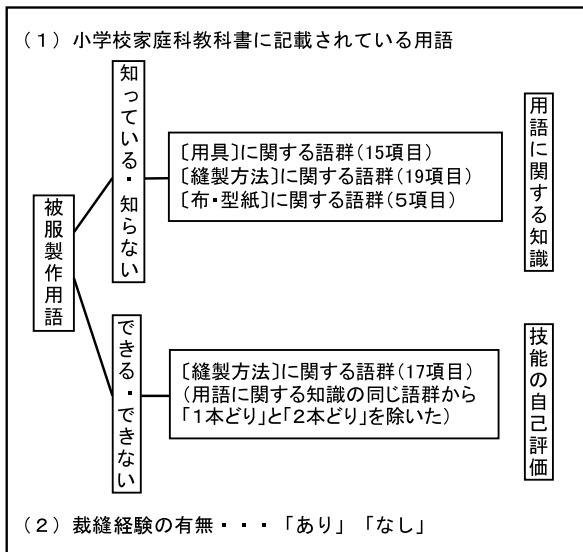 （１）小学校家庭科教科書に記載されている用語
被服製作用語
知っている・知らない
〔用具〕に関する語群（15項目）
〔縫製方法〕に関する語群（19項目）
〔布・型紙〕に関する語群（５項目）
用語に関する知識
できる・できない
〔縫製方法〕に関する語群（17項目）
（用語に関する知識の同じ語群から
「１本どり」と「２本どり」を除いた）
技能の自己評価
（２）裁縫経験の有無・・・「あり」「なし」